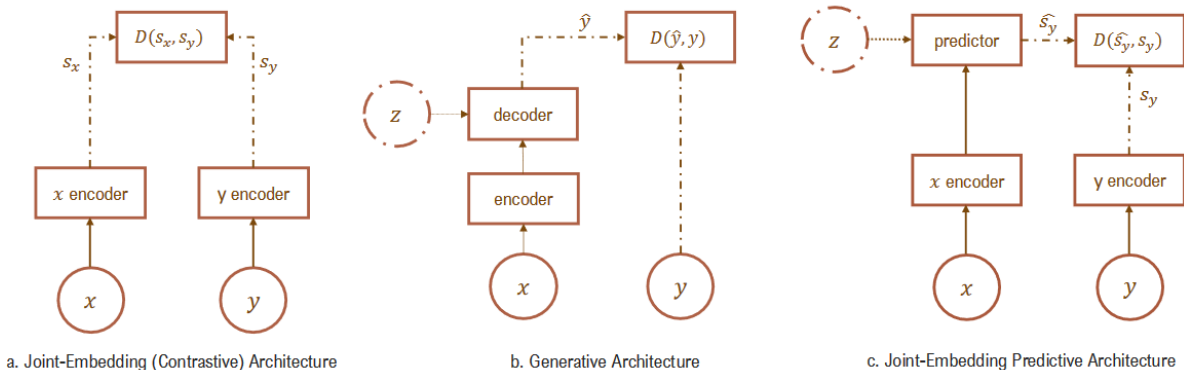 D(s_x, s_y)
s_x
s_y
x encoder
y encoder
x
y
a. Joint-Embedding (Contrastive) Architecture
ŷ
D(ŷ, y)
z
decoder
encoder
x
y
b. Generative Architecture
z
predictor
ŝ_y
D(ŝ_y, s_y)
s_y
x encoder
y encoder
x
y
c. Joint-Embedding Predictive Architecture